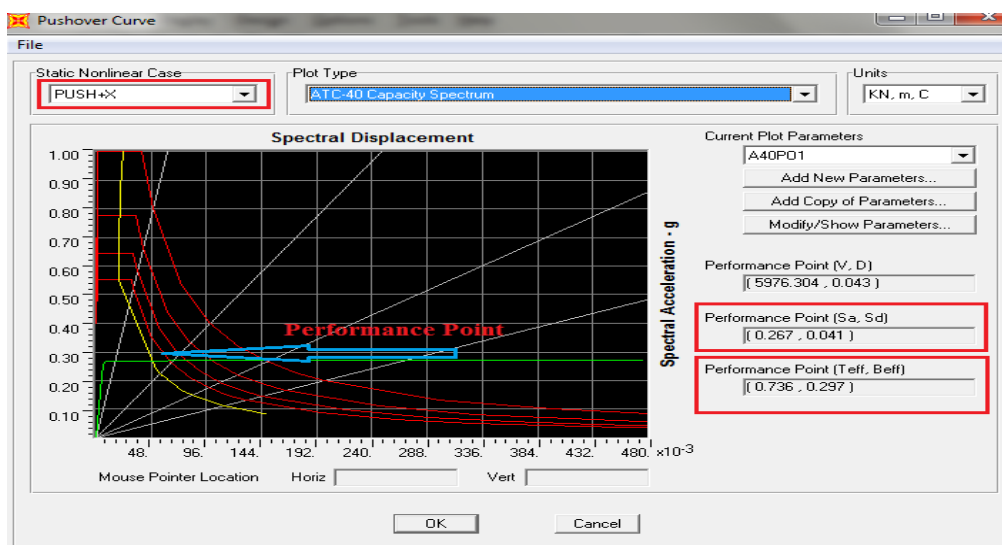 Pushover Curve
File
Static Nonlinear Case
PUSH+X
Plot Type
ATC-40 Capacity Spectrum
Units
KN, m, C
Spectral Displacement
1.00
0.90
0.80
0.70
0.60
0.50
0.40
0.30
0.20
0.10
48. 96. 144. 192. 240. 288. 336. 384. 432. 480. x10-3
Performance Point
Spectral Acceleration - g
Mouse Pointer Location Horiz Vert
Current Plot Parameters
A40PO1
Add New Parameters...
Add Copy of Parameters...
Modify/Show Parameters...
Performance Point (V, D)
( 5976.304 , 0.043 )
Performance Point (Sa, Sd)
( 0.267 , 0.041 )
Performance Point (Teff, Beff)
( 0.736 , 0.297 )
OK Cancel